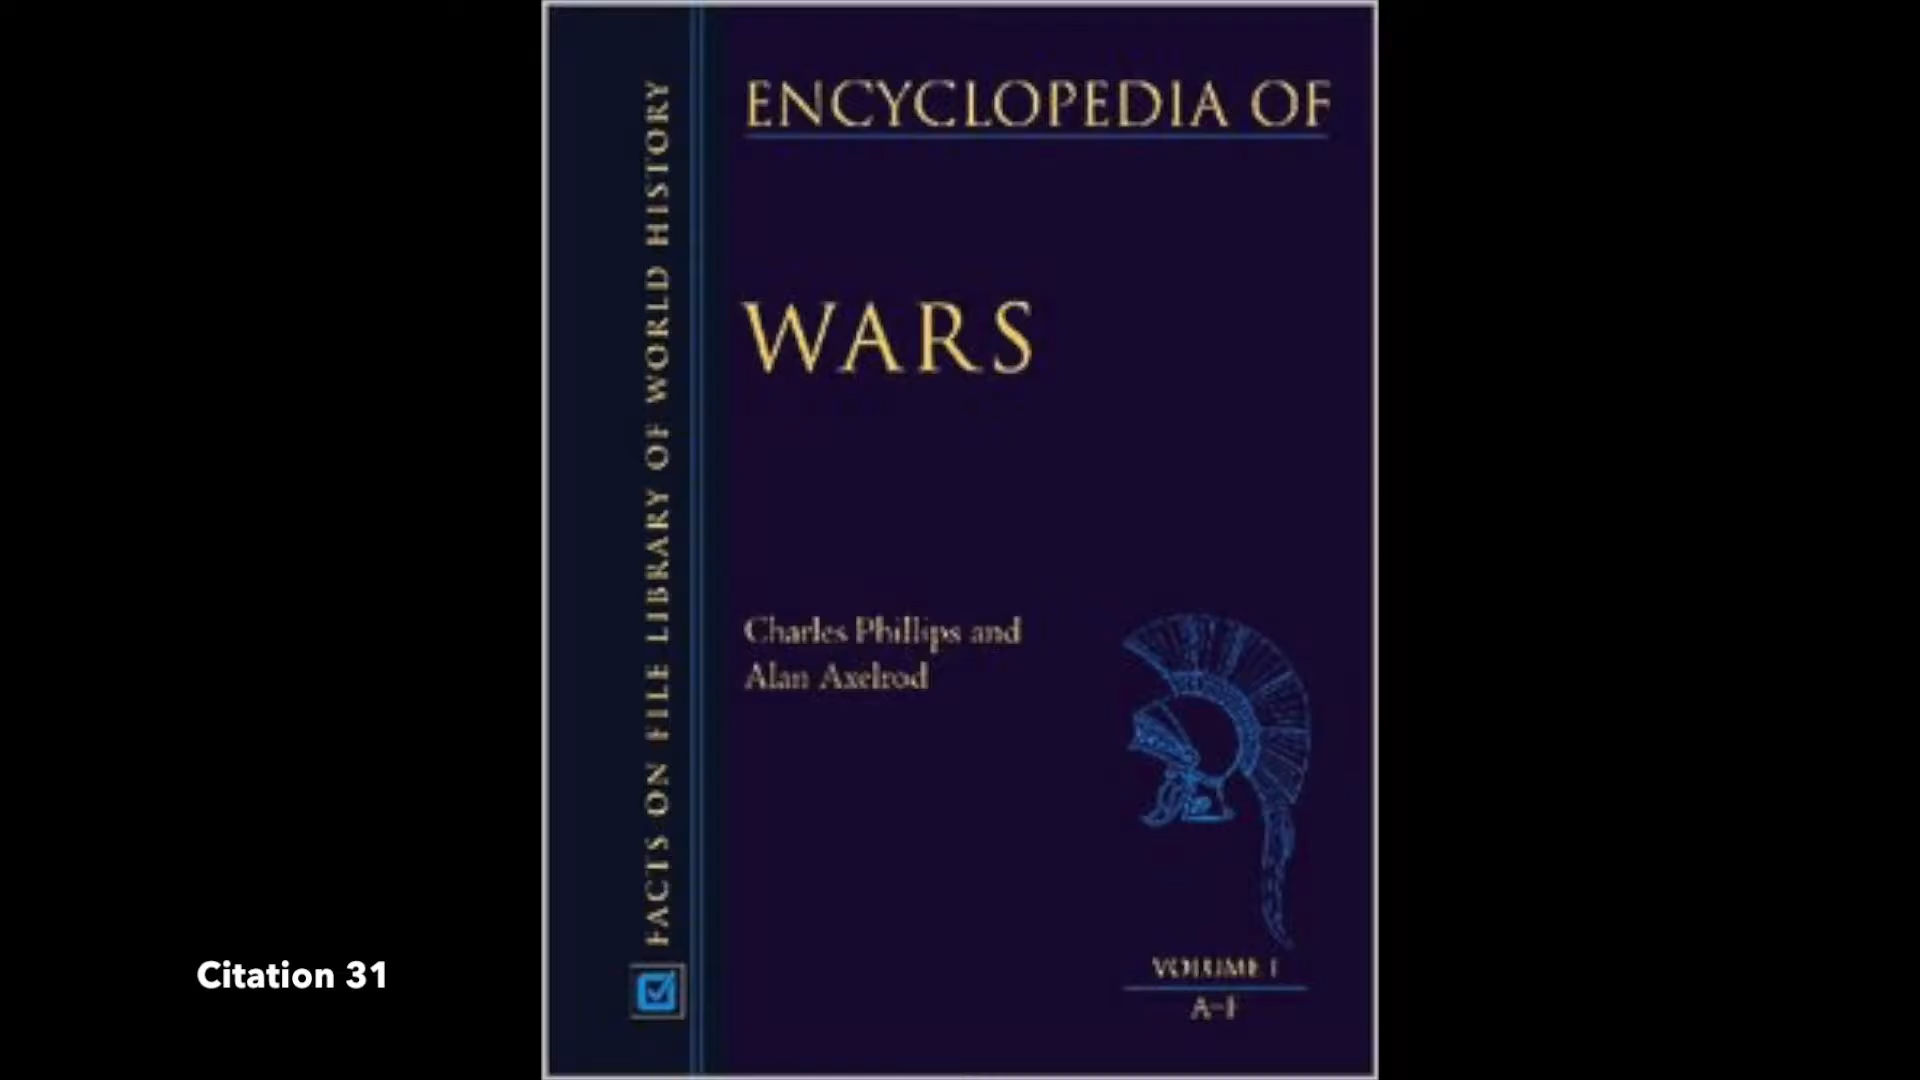 FACTS ON FILE LIBRARY OF WORLD HISTORY
ENCYCLOPEDIA OF
WARS
Charles Phillips and
Alan Axelrod
VOLUME I
A-F
Citation 31